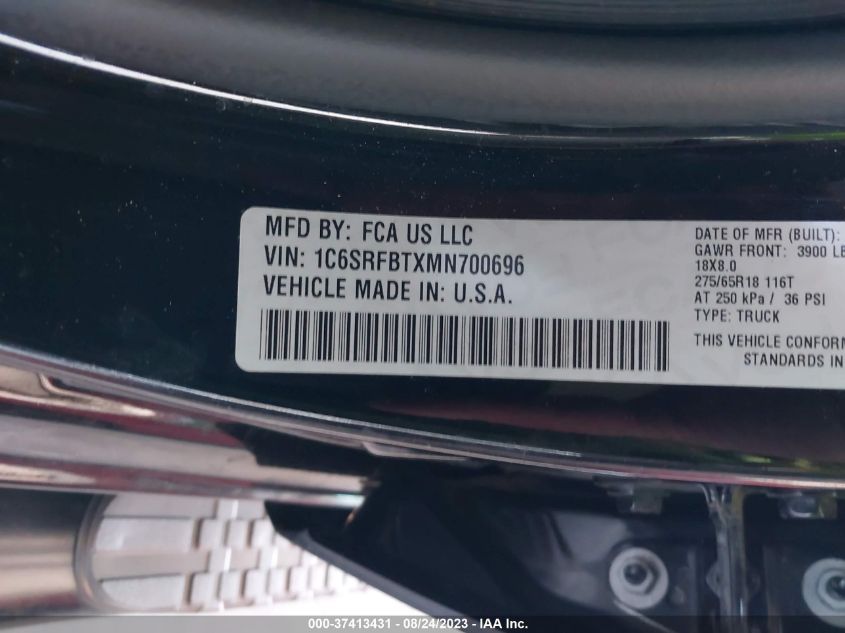 MFD BY: FCA US LLC
VIN: 1C6SRFBTXMN700696
VEHICLE MADE IN: U.S.A.
DATE OF MFR (BUILT):
GAWR FRONT: 3900 LB
18X8.0
275/65R18 116T
AT 250 kPa / 36 PSI
TYPE: TRUCK
THIS VEHICLE CONFORM
STANDARDS IN
000-37413431 - 08/24/2023 - IAA Inc.